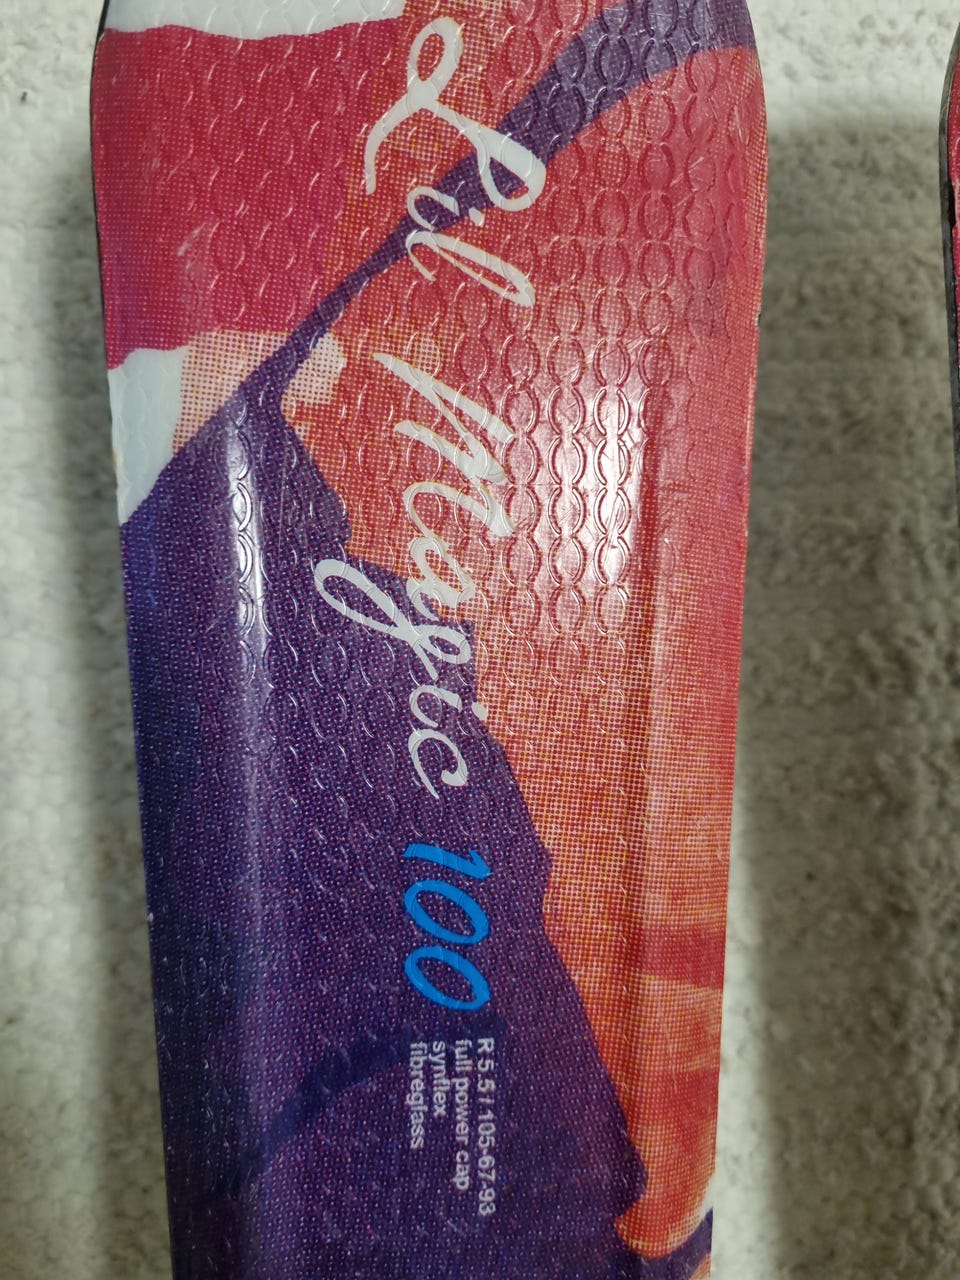 Lil Magic 100
R 5.5 / 105-67-93
full power cap
synflex
fibreglass